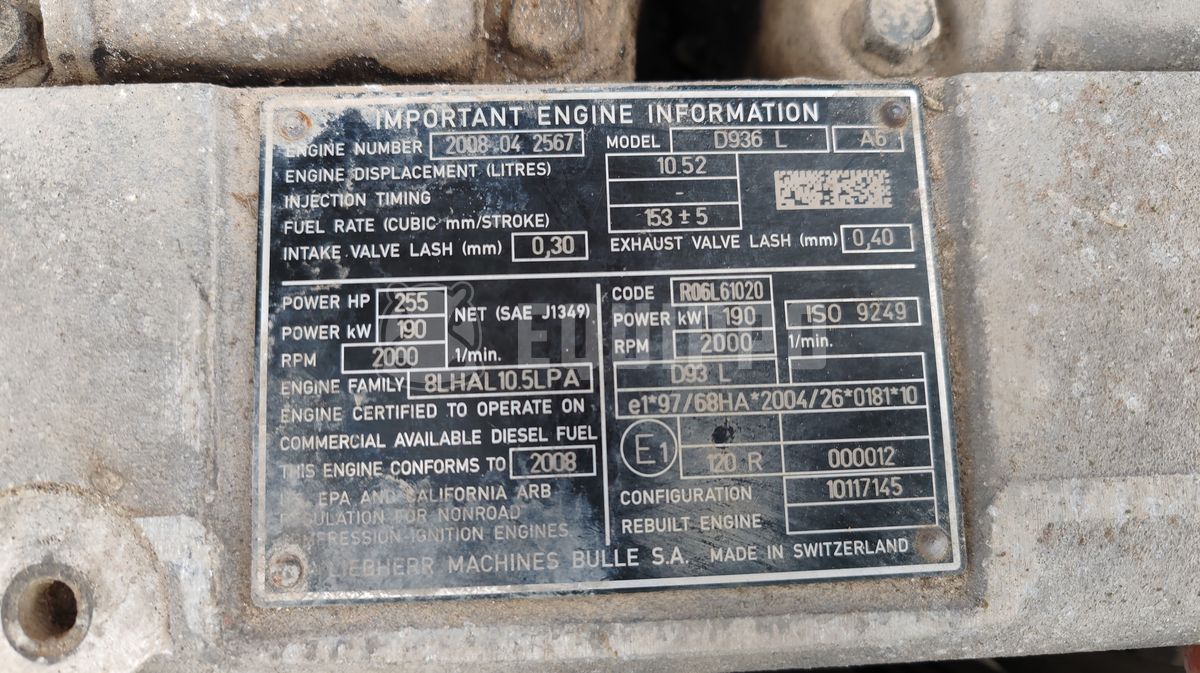 IMPORTANT ENGINE INFORMATION
ENGINE NUMBER 2008 04 2567 MODEL D936 L A6
ENGINE DISPLACEMENT (LITRES) 10.52
INJECTION TIMING -
FUEL RATE (CUBIC mm/STROKE) 153 ± 5
INTAKE VALVE LASH (mm) 0,30 EXHAUST VALVE LASH (mm) 0,40
POWER HP 255 NET (SAE J1349)
POWER kW 190
RPM 2000 1/min.
ENGINE FAMILY 8LHAL10.5LPA
ENGINE CERTIFIED TO OPERATE ON
COMMERCIAL AVAILABLE DIESEL FUEL
THIS ENGINE CONFORMS TO 2008
EPA AND CALIFORNIA ARB
REGULATION FOR NONROAD
COMPRESSION IGNITION ENGINES.
CODE R06L61020
POWER kW 190 ISO 9249
RPM 2000 1/min.
D93 L
e1*97/68HA*2004/26*0181*10
E1 120 R 000012
CONFIGURATION 10117145
REBUILT ENGINE
LIEBHERR MACHINES BULLE S.A. MADE IN SWITZERLAND
EQUIPPO